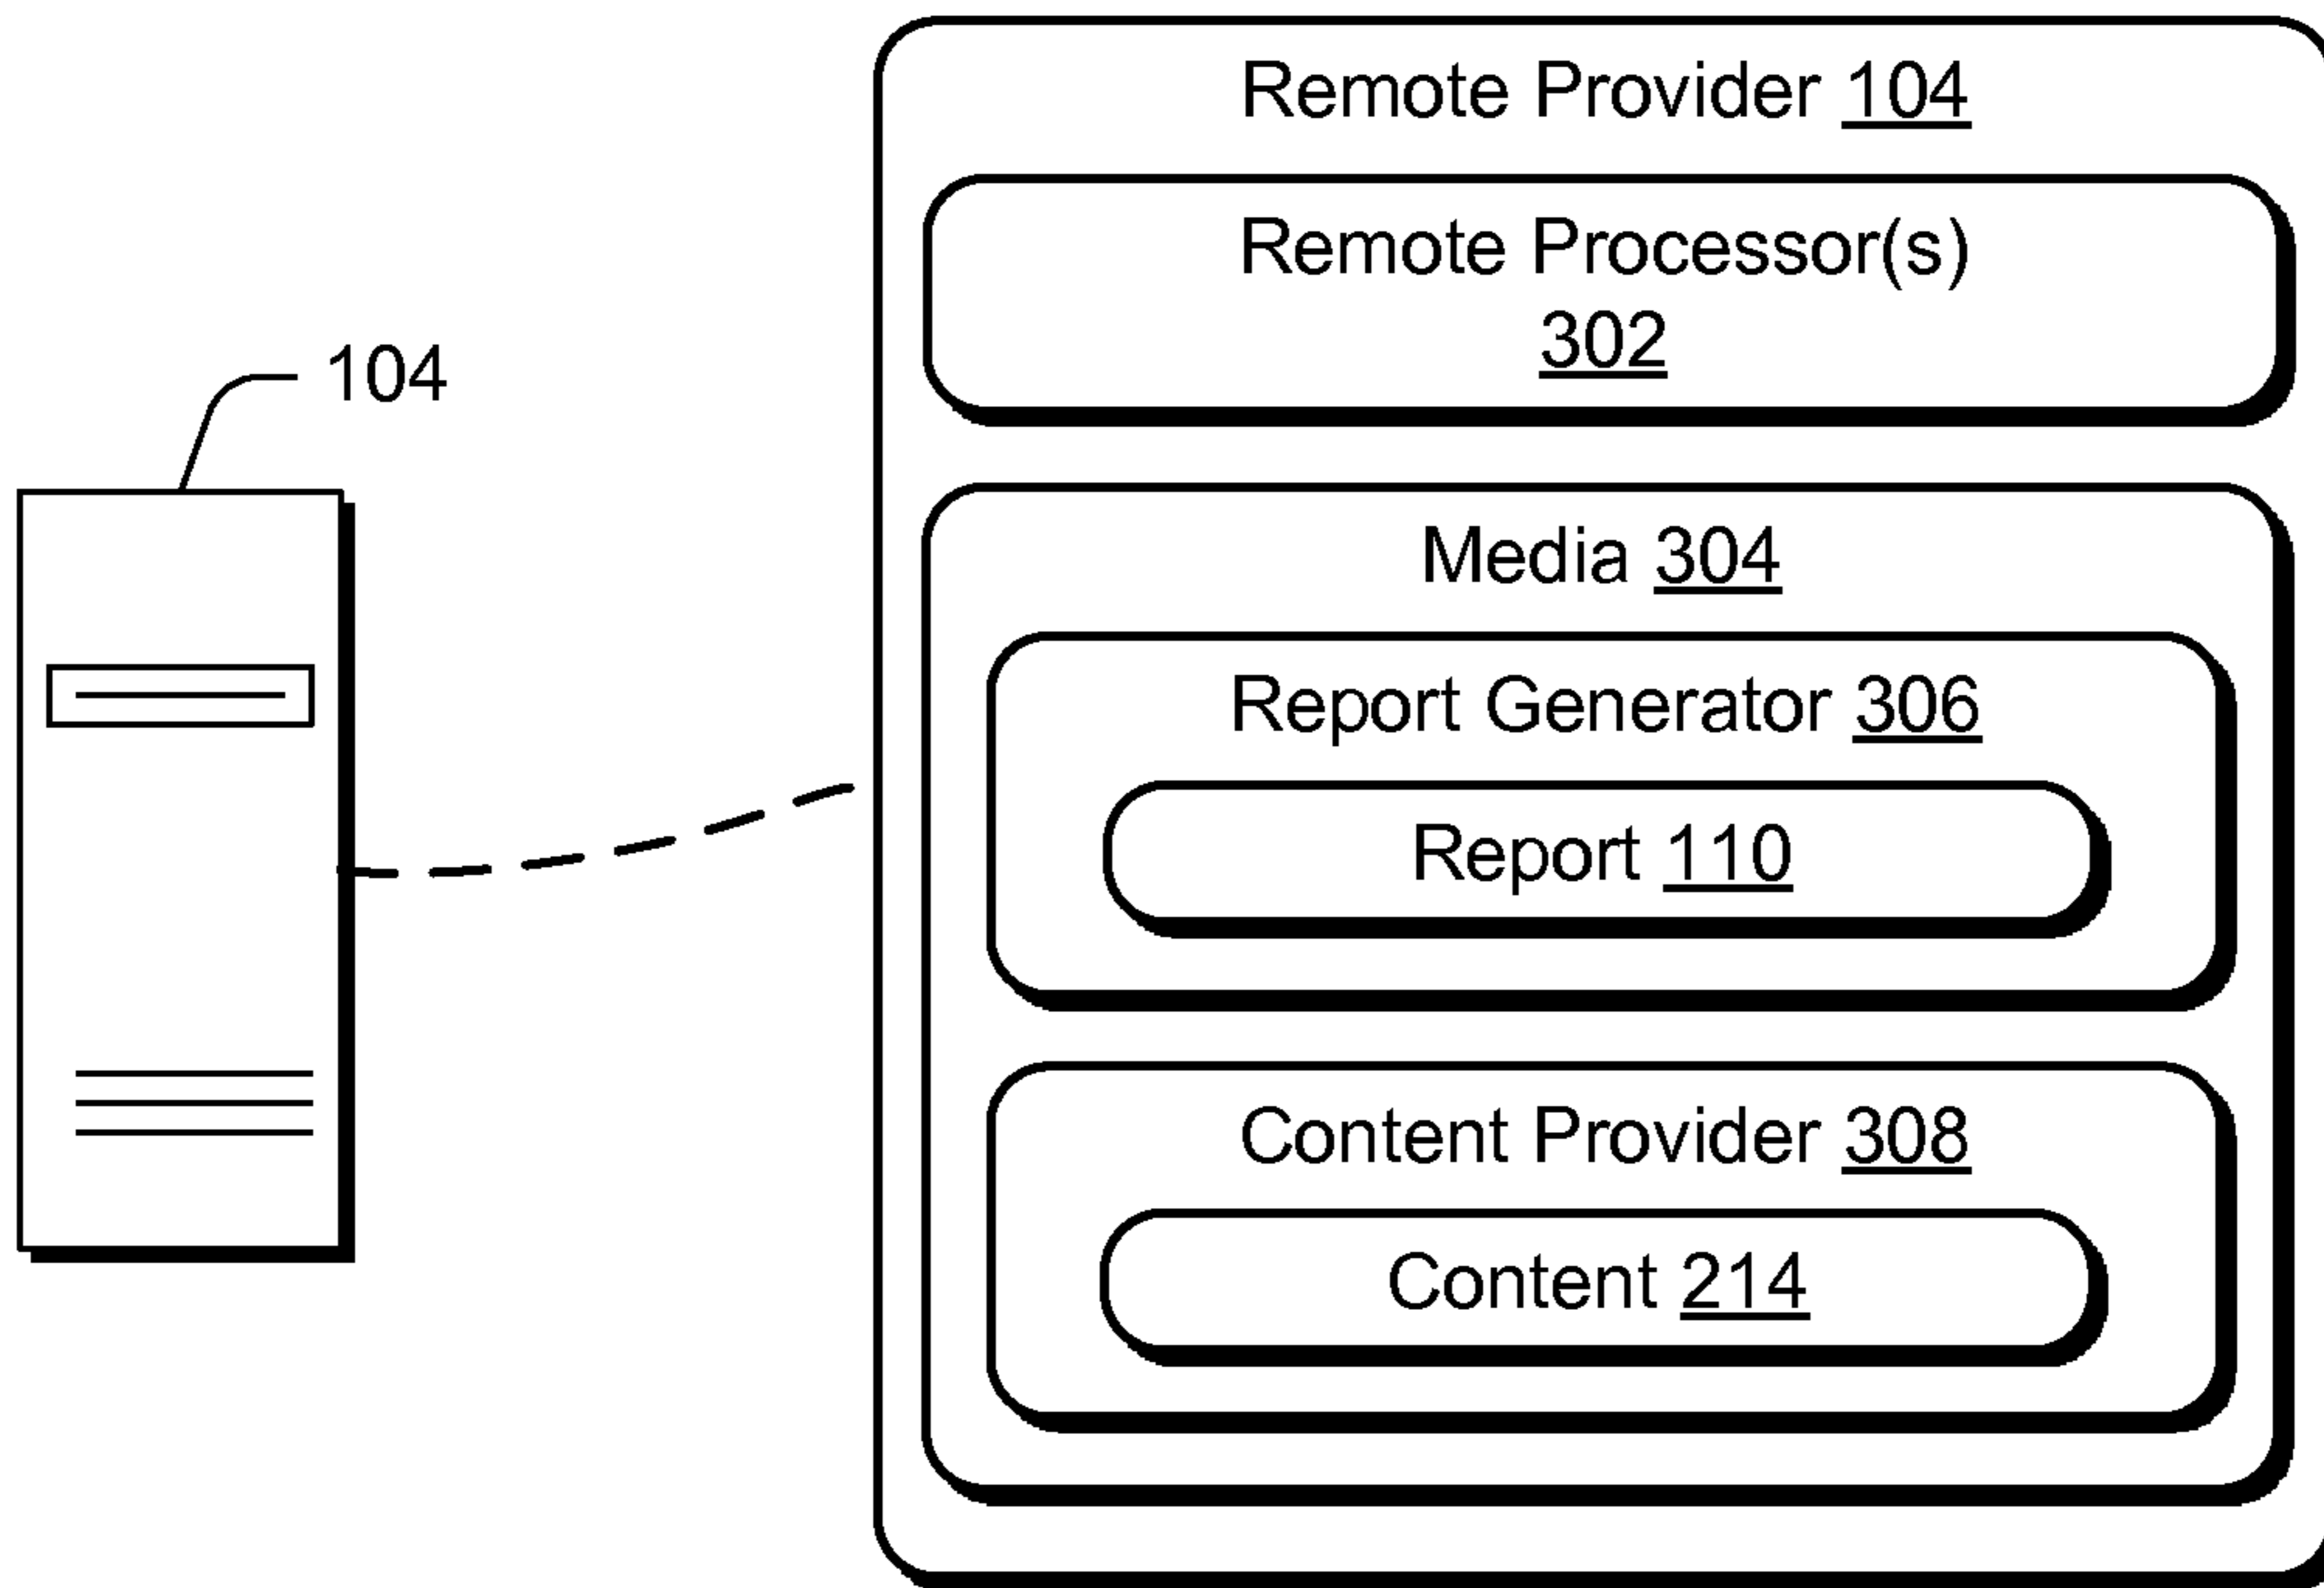 104
Remote Provider 104
Remote Processor(s)
302
Media 304
Report Generator 306
Report 110
Content Provider 308
Content 214